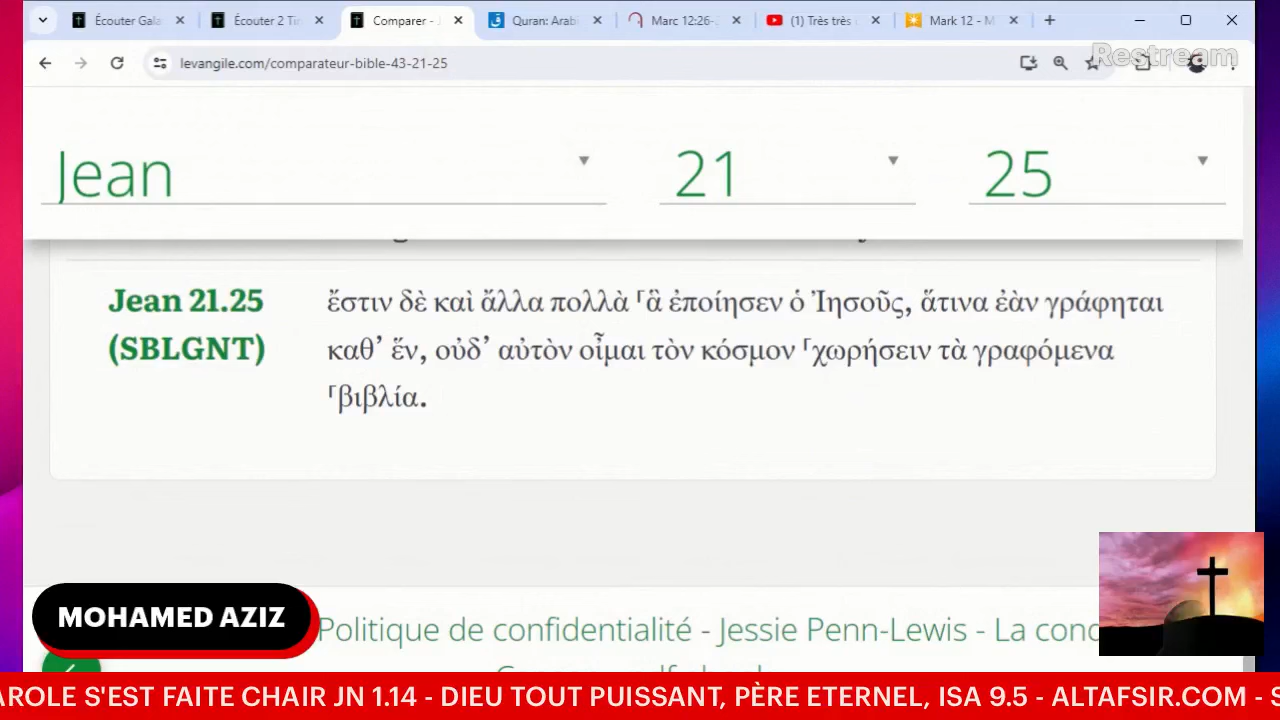 Écouter Gala
Écouter 2 Tir
Comparer - J
Quran: Arabi
Marc 12:26-2
(1) Très très
Mark 12 - M
levangile.com/comparateur-bible-43-21-25
Restream
Jean
21
25
Jean 21.25
(SBLGNT)
ἔστιν δὲ καὶ ἄλλα πολλὰ ⸀ἃ ἐποίησεν ὁ Ἰησοῦς, ἅτινα ἐὰν γράφηται
καθ’ ἕν, οὐδ’ αὐτὸν οἶμαι τὸν κόσμον ⸀χωρήσειν τὰ γραφόμενα
⸀βιβλία.
MOHAMED AZIZ
Politique de confidentialité - Jessie Penn-Lewis - La cond
AROLE S'EST FAITE CHAIR JN 1.14 - DIEU TOUT PUISSANT, PÈRE ETERNEL, ISA 9.5 - ALTAFSIR.COM - S